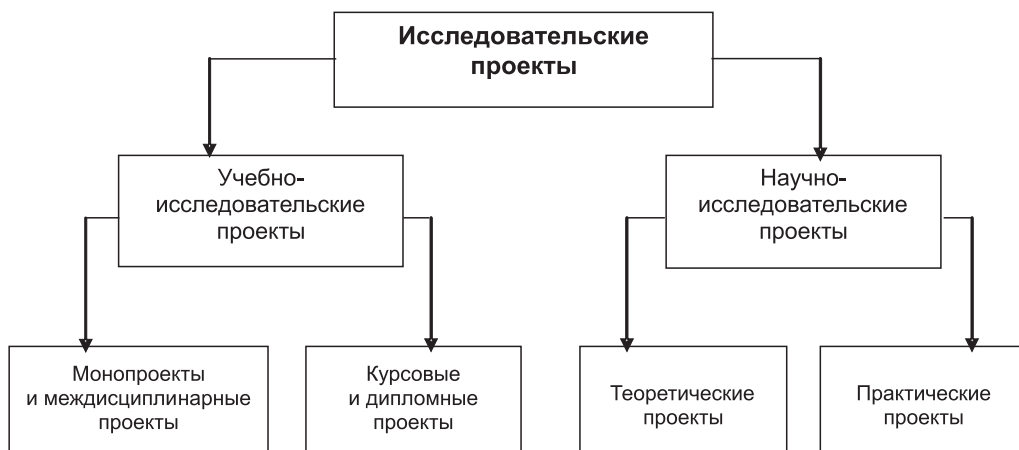 Исследовательские
проекты
Учебно-
исследовательские
проекты
Научно-
исследовательские
проекты
Монопроекты
и междисциплинарные
проекты
Курсовые
и дипломные
проекты
Теоретические
проекты
Практические
проекты